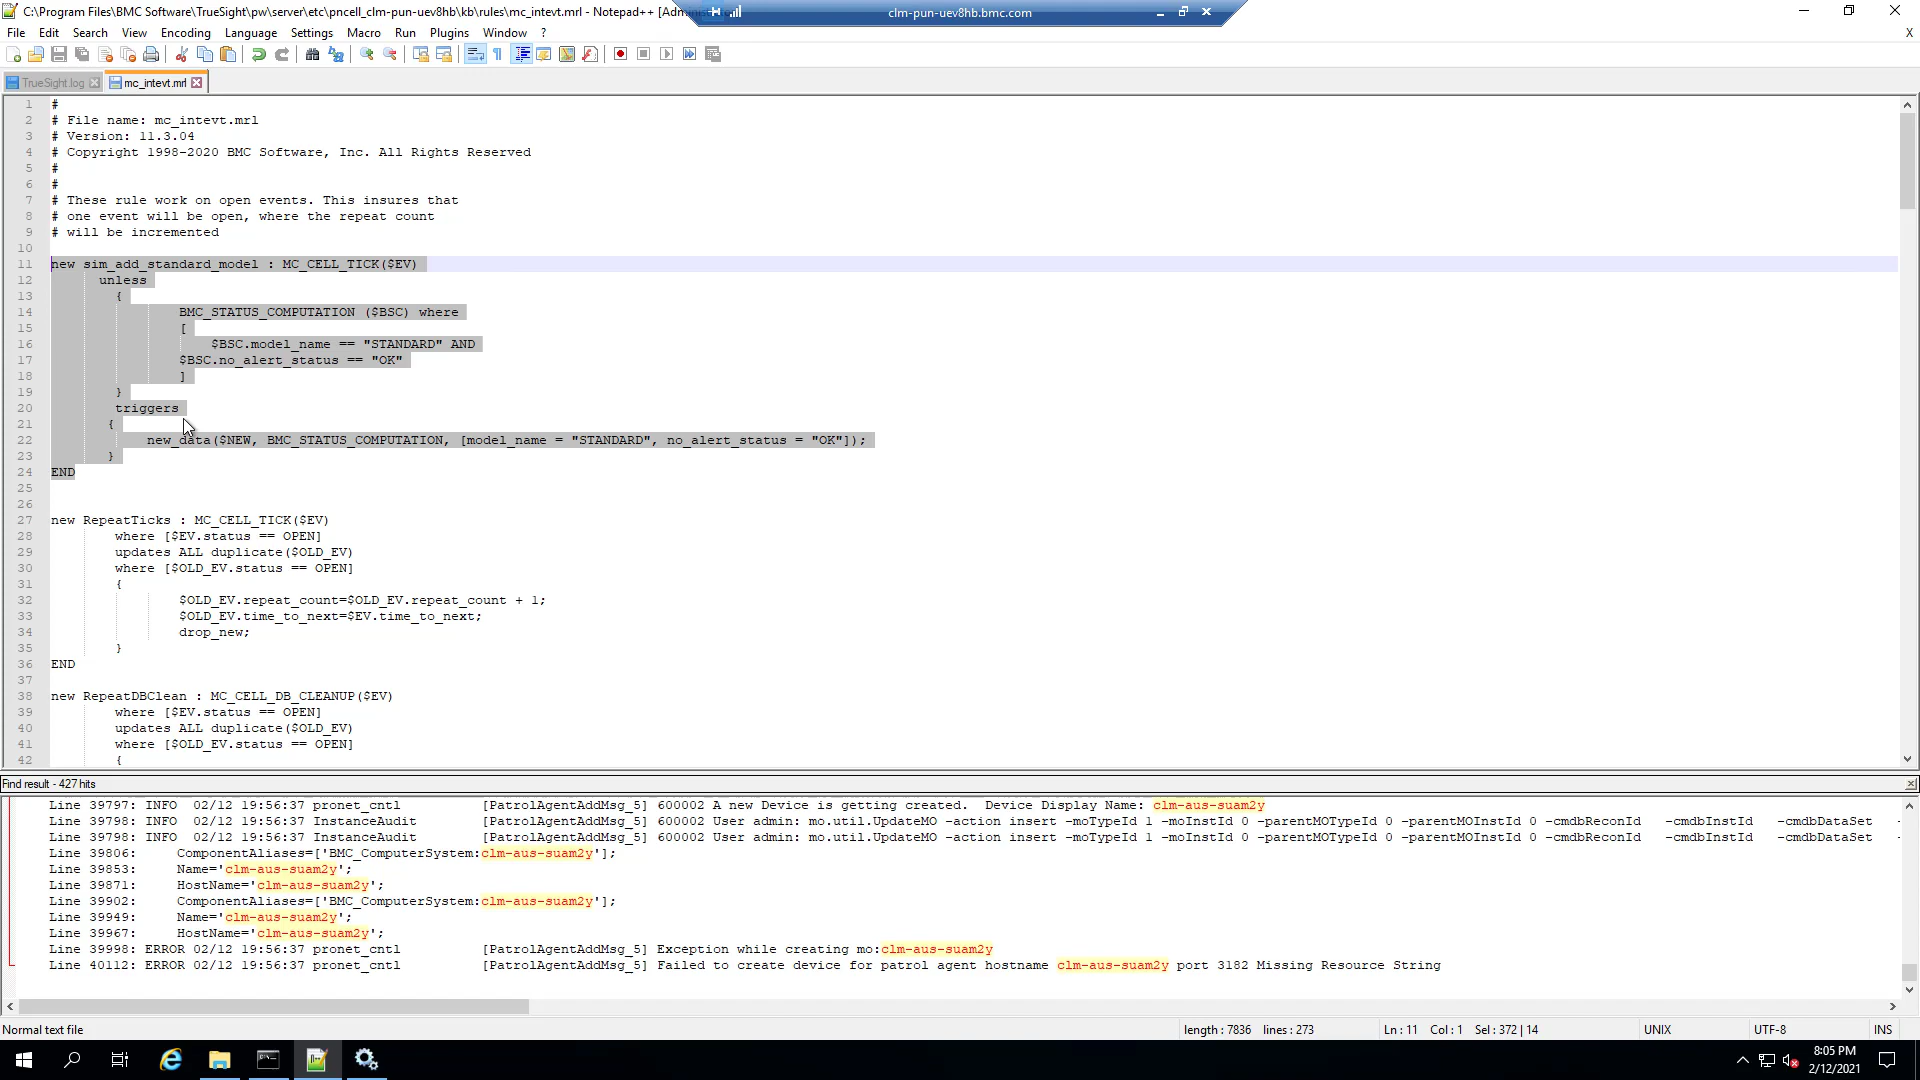 C:\Program Files\BMC Software\TrueSight\pw\server\etc\pncell_clm-pun-uev8hb\kb\rules\mc_intevt.mrl - Notepad++ [Adm
clm-pun-uev8hb.bmc.com
File Edit Search View Encoding Language Settings Macro Run Plugins Window ? X
TrueSight.log mc_intevt.mrl
1 #
2 # File name: mc_intevt.mrl
3 # Version: 11.3.04
4 # Copyright 1998-2020 BMC Software, Inc. All Rights Reserved
5 #
6 #
7 # These rule work on open events. This insures that
8 # one event will be open, where the repeat count
9 # will be incremented
10
11 new sim_add_standard_model : MC_CELL_TICK($EV)
12 unless
13 {
14 BMC_STATUS_COMPUTATION ($BSC) where
15 [
16 $BSC.model_name == "STANDARD" AND
17 $BSC.no_alert_status == "OK"
18 ]
19 }
20 triggers
21 {
22 new_data($NEW, BMC_STATUS_COMPUTATION, [model_name = "STANDARD", no_alert_status = "OK"]);
23 }
24 END
25
26
27 new RepeatTicks : MC_CELL_TICK($EV)
28 where [$EV.status == OPEN]
29 updates ALL duplicate($OLD_EV)
30 where [$OLD_EV.status == OPEN]
31 {
32 $OLD_EV.repeat_count=$OLD_EV.repeat_count + 1;
33 $OLD_EV.time_to_next=$EV.time_to_next;
34 drop_new;
35 }
36 END
37
38 new RepeatDBClean : MC_CELL_DB_CLEANUP($EV)
39 where [$EV.status == OPEN]
40 updates ALL duplicate($OLD_EV)
41 where [$OLD_EV.status == OPEN]
42 {
Find result - 427 hits
Line 39797: INFO 02/12 19:56:37 pronet_cntl [PatrolAgentAddMsg_5] 600002 A new Device is getting created. Device Display Name: clm-aus-suam2y
Line 39798: INFO 02/12 19:56:37 InstanceAudit [PatrolAgentAddMsg_5] 600002 User admin: mo.util.UpdateMO -action insert -moTypeId 1 -moInstId 0 -parentMOTypeId 0 -parentMOInstId 0 -cmdbReconId -cmdbInstId -cmdbDataSet -
Line 39798: INFO 02/12 19:56:37 InstanceAudit [PatrolAgentAddMsg_5] 600002 User admin: mo.util.UpdateMO -action insert -moTypeId 1 -moInstId 0 -parentMOTypeId 0 -parentMOInstId 0 -cmdbReconId -cmdbInstId -cmdbDataSet -
Line 39806: ComponentAliases=['BMC_ComputerSystem:clm-aus-suam2y'];
Line 39853: Name='clm-aus-suam2y';
Line 39871: HostName='clm-aus-suam2y';
Line 39902: ComponentAliases=['BMC_ComputerSystem:clm-aus-suam2y'];
Line 39949: Name='clm-aus-suam2y';
Line 39967: HostName='clm-aus-suam2y';
Line 39998: ERROR 02/12 19:56:37 pronet_cntl [PatrolAgentAddMsg_5] Exception while creating mo:clm-aus-suam2y
Line 40112: ERROR 02/12 19:56:37 pronet_cntl [PatrolAgentAddMsg_5] Failed to create device for patrol agent hostname clm-aus-suam2y port 3182 Missing Resource String
Normal text file length : 7836 lines : 273 Ln : 11 Col : 1 Sel : 372 | 14 UNIX UTF-8 INS
8:05 PM
2/12/2021